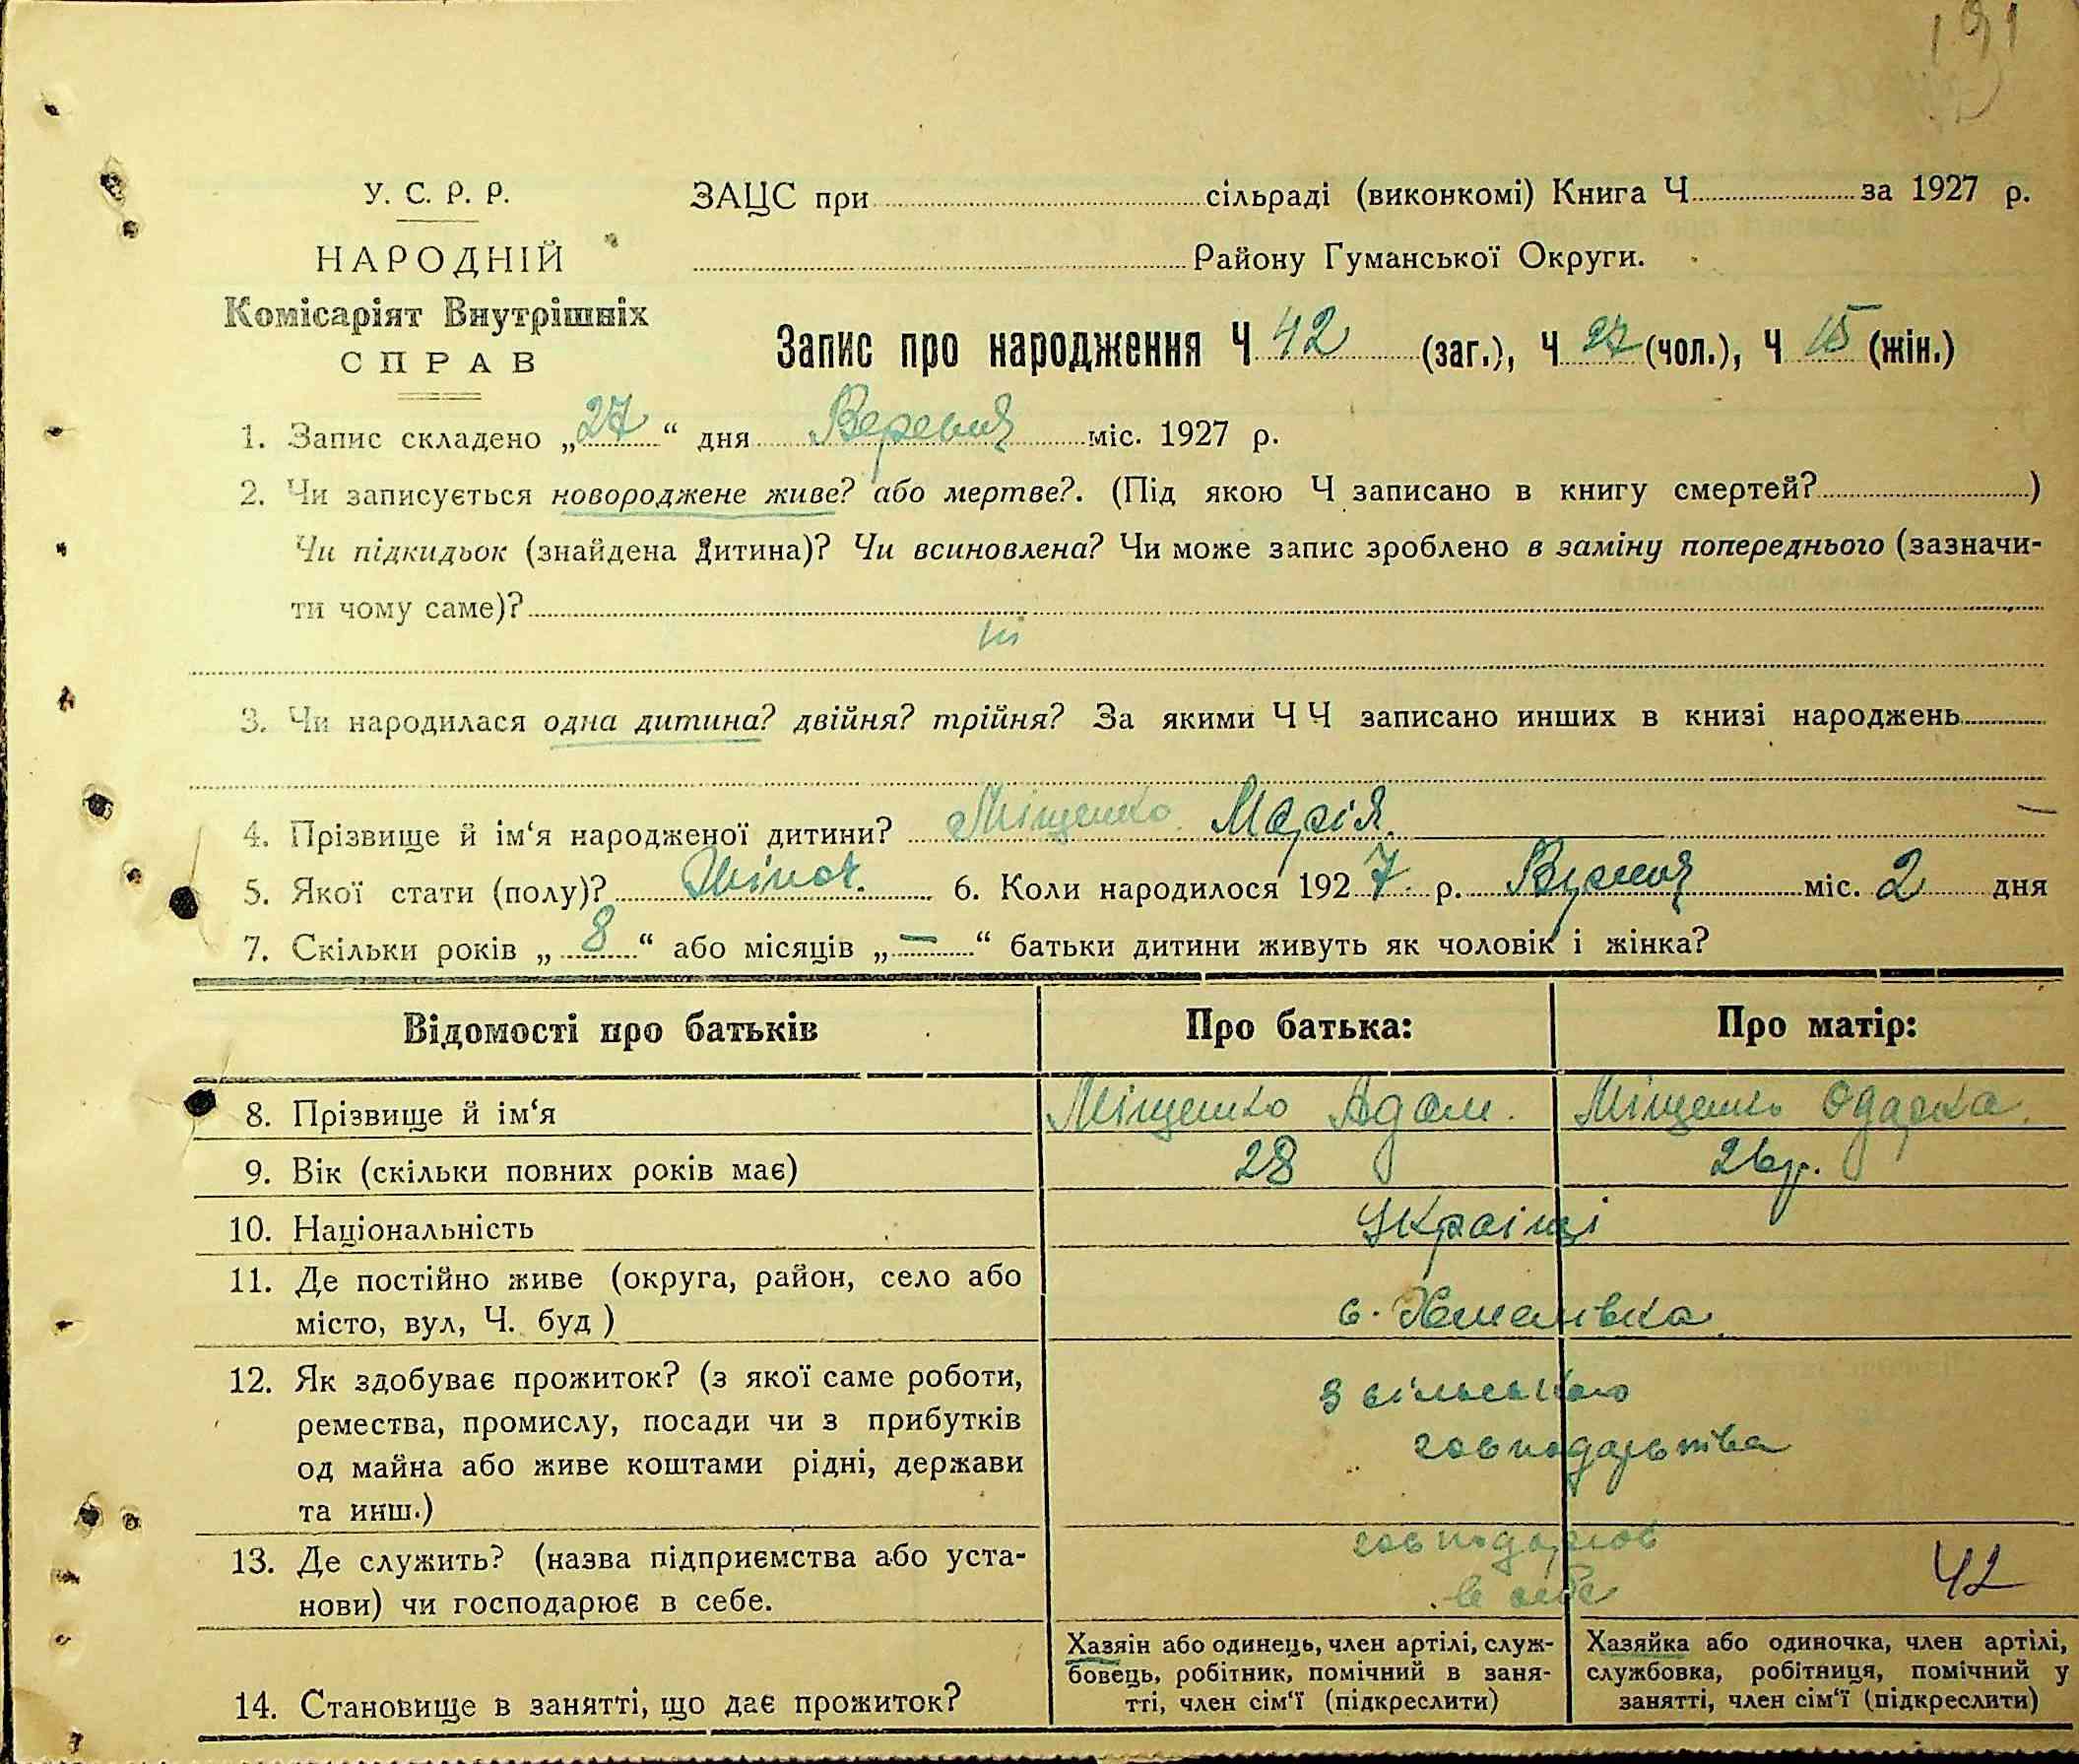 191
У. С. Р. Р.
НАРОДНІЙ
Комісаріят Внутрішніх
СПРАВ
ЗАЦС при сільраді (виконкомі) Книга Ч за 1927 р.
Району Гуманської Округи.
Запис про народження Ч 42 (заг.), Ч 27 (чол.), Ч 15 (жін.)
1. Запис складено „27“ дня Вересня міс. 1927 р.
2. Чи записується новороджене живе? або мертве?. (Під якою Ч записано в книгу смертей? )
Чи підкидьок (знайдена дитина)? Чи всиновлена? Чи може запис зроблено в заміну попереднього (зазначи-
ти чому саме)?
ні
3. Чи народилася одна дитина? двійня? трійня? За якими Ч Ч записано инших в книзі народжень
4. Прізвище й ім‘я народженої дитини? Міщенко Марія.
5. Якої стати (полу)? Жіноч. 6. Коли народилося 1927 р. міс. 2 дня
7. Скільки років „8“ або місяців „—“ батьки дитини живуть як чоловік і жінка?
Відомості про батьків Про батька: Про матір:
8. Прізвище й ім‘я Міщенко Адам. Міщенко Одарка.
9. Вік (скільки повних років має) 28 26 р.
10. Національність Україці
11. Де постійно живе (округа, район, село або
місто, вул, Ч. буд ) с.
12. Як здобуває прожиток? (з якої саме роботи,
ремества, промислу, посади чи з прибутків
од майна або живе коштами рідні, держави
та инш.)
з сільського
господарьства
13. Де служить? (назва підприємства або уста-
нови) чи господарює в себе.
в себе
42
14. Становище в занятті, що дає прожиток?
Хазяін або одинець, член артілі, служ-
бовець, робітник, помічний в заня-
тті, член сім‘ї (підкреслити)
Хазяйка або одиночка, член артілі,
службовка, робітниця, помічний у
занятті, член сім‘ї (підкреслити)